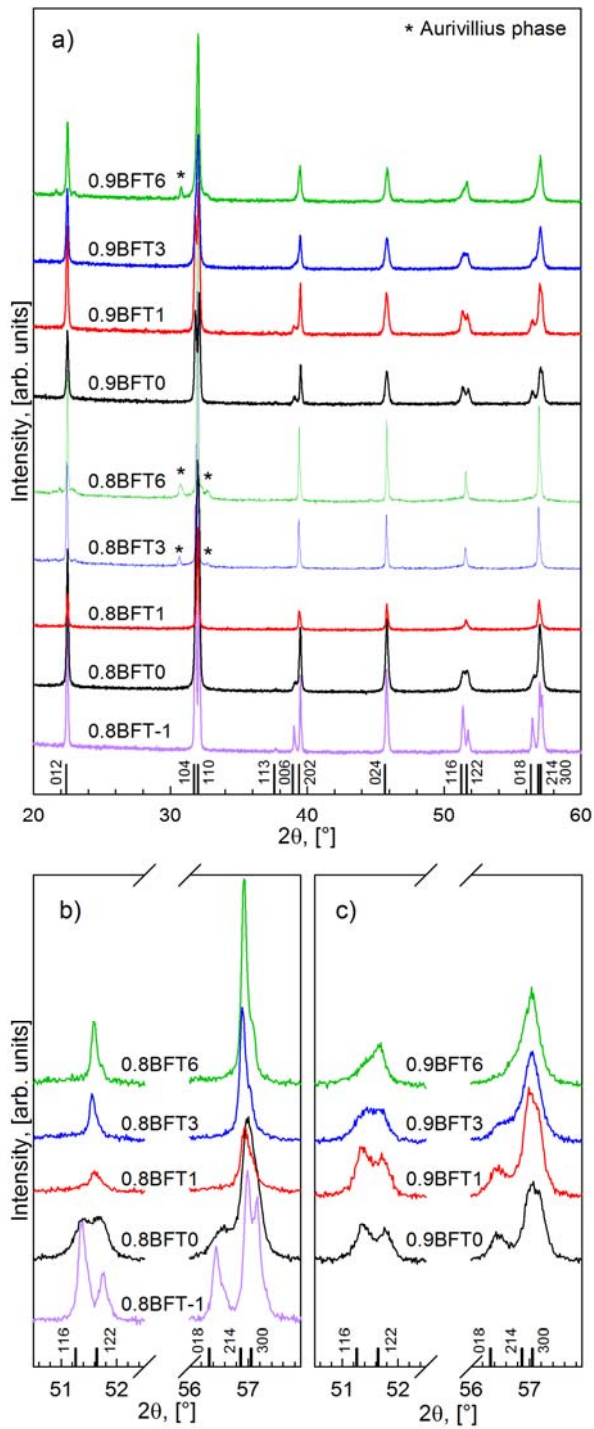 a)
* Aurivillius phase
*
0.9BFT6
0.9BFT3
0.9BFT1
0.9BFT0
* *
0.8BFT6
* *
0.8BFT3
0.8BFT1
0.8BFT0
0.8BFT-1
Intensity, [arb. units]
012 104 110 113 006 202 024 116 122 018 214 300
20 30 40 50 60
2θ, [°]
b)
0.8BFT6
0.8BFT3
0.8BFT1
0.8BFT0
0.8BFT-1
Intensity, [arb. units]
116 122 018 214 300
51 52 56 57
2θ, [°]
c)
0.9BFT6
0.9BFT3
0.9BFT1
0.9BFT0
116 122 018 214 300
51 52 56 57
2θ, [°]